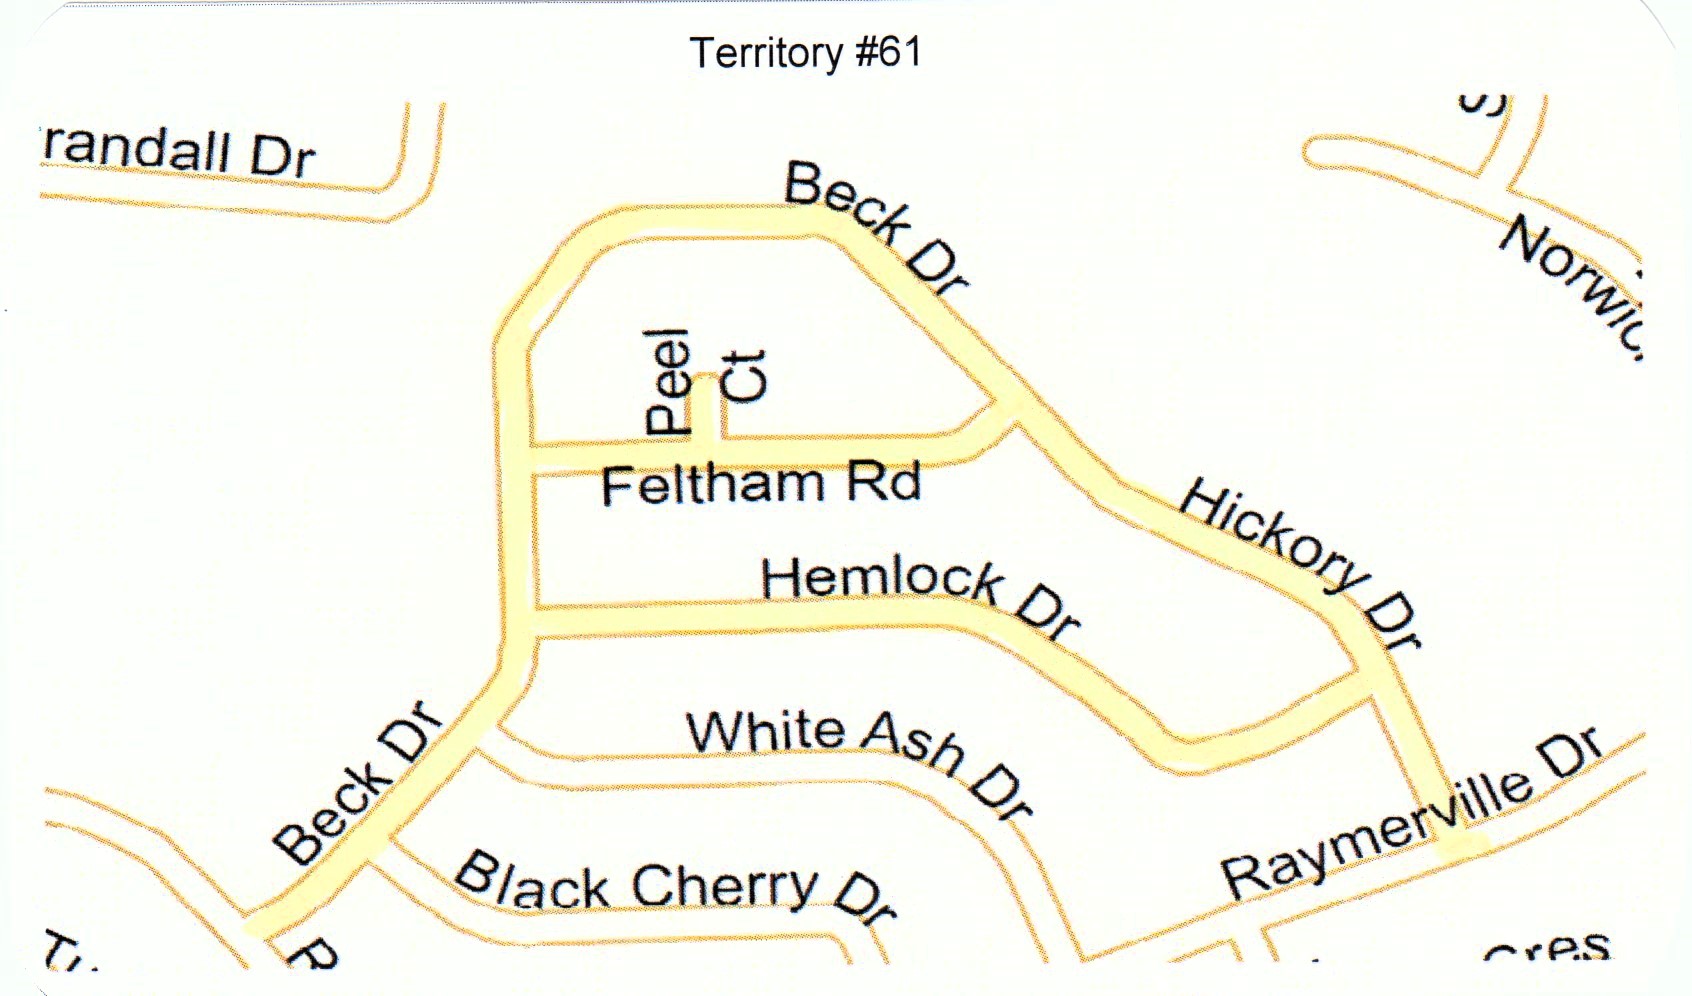 Territory #61
randall Dr
Beck Dr
Norwic
Peel
Ct
Feltham Rd
Hickory Dr
Hemlock Dr
White Ash Dr
Beck Dr
Raymerville Dr
Black Cherry Dr
R
Cres